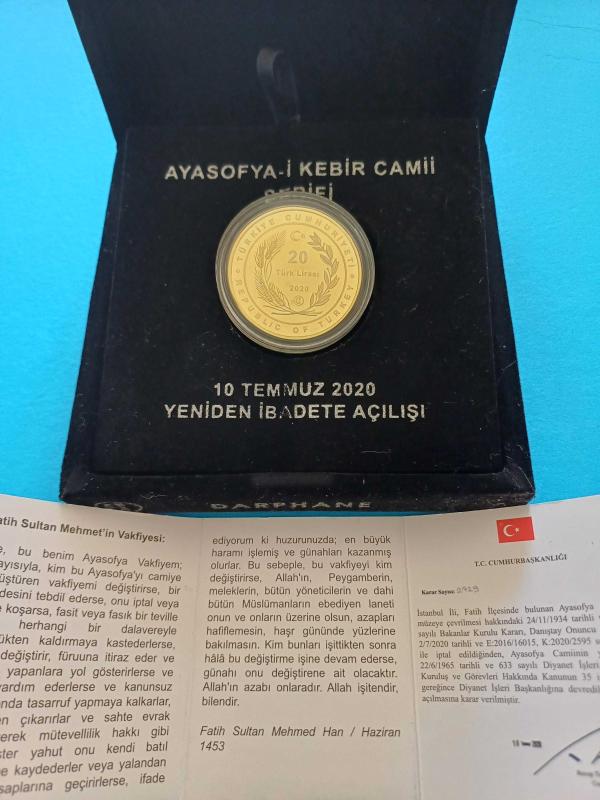 AYASOFYA-İ KEBİR CAMİİ
TÜRKİYE CUMHURİYETİ
20
Türk Lirası
2020
REPUBLIC OF TURKEY
10 TEMMUZ 2020
YENİDEN İBADETE AÇILIŞI
DARPHANE
atih Sultan Mehmet'in Vakfiyesi:
, bu benim Ayasofya Vakfiyem;
ayısıyla, kim bu Ayasofya'yı camiye
üştüren vakfiyemi değiştirse, bir
desini tebdil ederse, onu iptal veya
koşarsa, fasit veya fasik bir teville
herhangi bir dalavereyle
ükten kaldırmaya kastederlerse,
değiştirir, füruuna itiraz eder ve
yapanlara yol gösterirlerse ve
yardım ederlerse ve kanunsuz
nda tasarruf yapmaya kalkarlar,
en çıkarırlar ve sahte evrak
erek mütevellilik hakkı gibi
ster yahut onu kendi batıl
ne kaydederler veya yalandan
saplarına geçirirlerse, ifade
ediyorum ki huzurunuzda; en büyük
haramı işlemiş ve günahları kazanmış
olurlar. Bu sebeple, bu vakfiyeyi kim
değiştirirse, Allah'ın, Peygamberin,
meleklerin, bütün yöneticilerin ve dahi
bütün Müslümanların ebediyen laneti
onun ve onların üzerine olsun, azapları
hafiflemesin, haşr gününde yüzlerine
bakılmasın. Kim bunları işittikten sonra
hâlâ bu değiştirme işine devam ederse,
günahı onu değiştirene ait olacaktır.
Allah'ın azabı onlaradır. Allah işitendir,
bilendir.
Fatih Sultan Mehmed Han / Haziran
1453
T.C. CUMHURBAŞKANLIĞI
Karar Sayısı: 2729
İstanbul İli, Fatih İlçesinde bulunan Ayasofya
müzeye çevrilmesi hakkındaki 24/11/1934 tarihli
sayılı Bakanlar Kurulu Kararı, Danıştay Onuncu
2/7/2020 tarihli ve E:2016/16015, K:2020/2595
ile iptal edildiğinden, Ayasofya Camiinin
22/6/1965 tarihli ve 633 sayılı Diyanet İşleri
Kuruluş ve Görevleri Hakkında Kanunun 35
gereğince Diyanet İşleri Başkanlığına devredil
açılmasına karar verilmiştir.